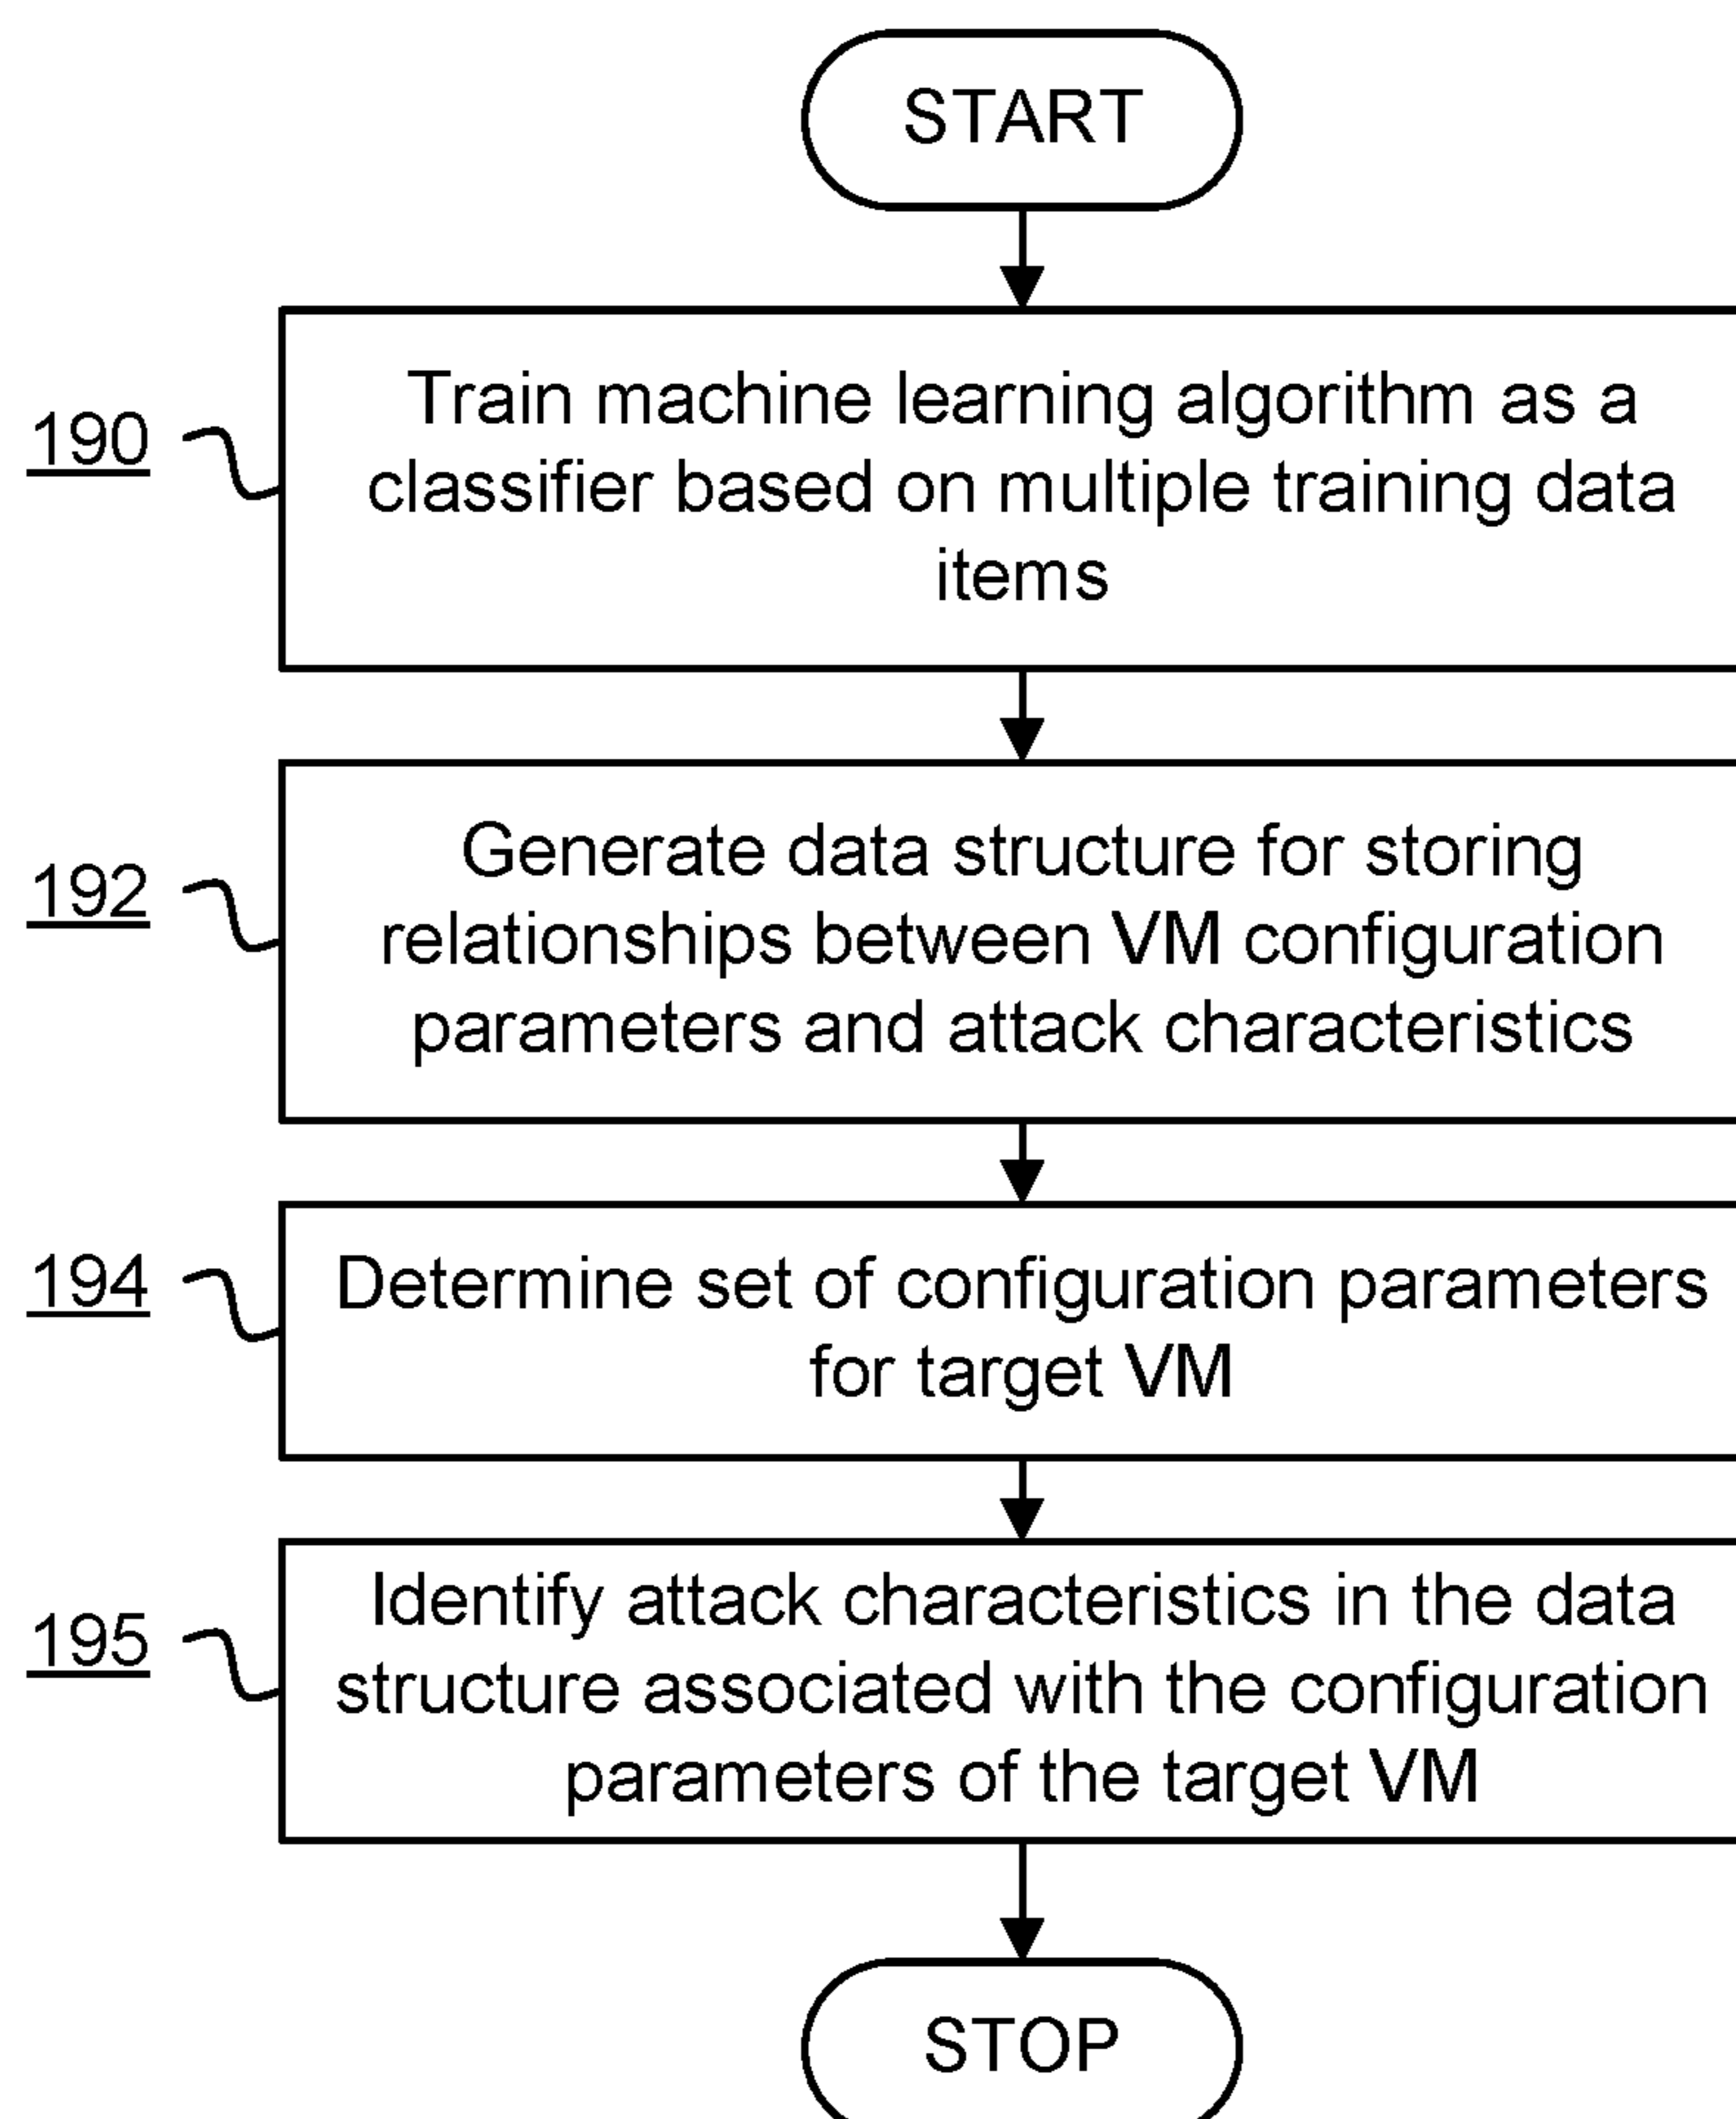 START
190
Train machine learning algorithm as a
classifier based on multiple training data
items
192
Generate data structure for storing
relationships between VM configuration
parameters and attack characteristics
194
Determine set of configuration parameters
for target VM
195
Identify attack characteristics in the data
structure associated with the configuration
parameters of the target VM
STOP